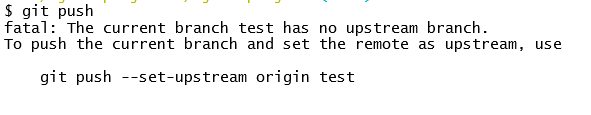 $ git push
fatal: The current branch test has no upstream branch.
To push the current branch and set the remote as upstream, use
git push --set-upstream origin test